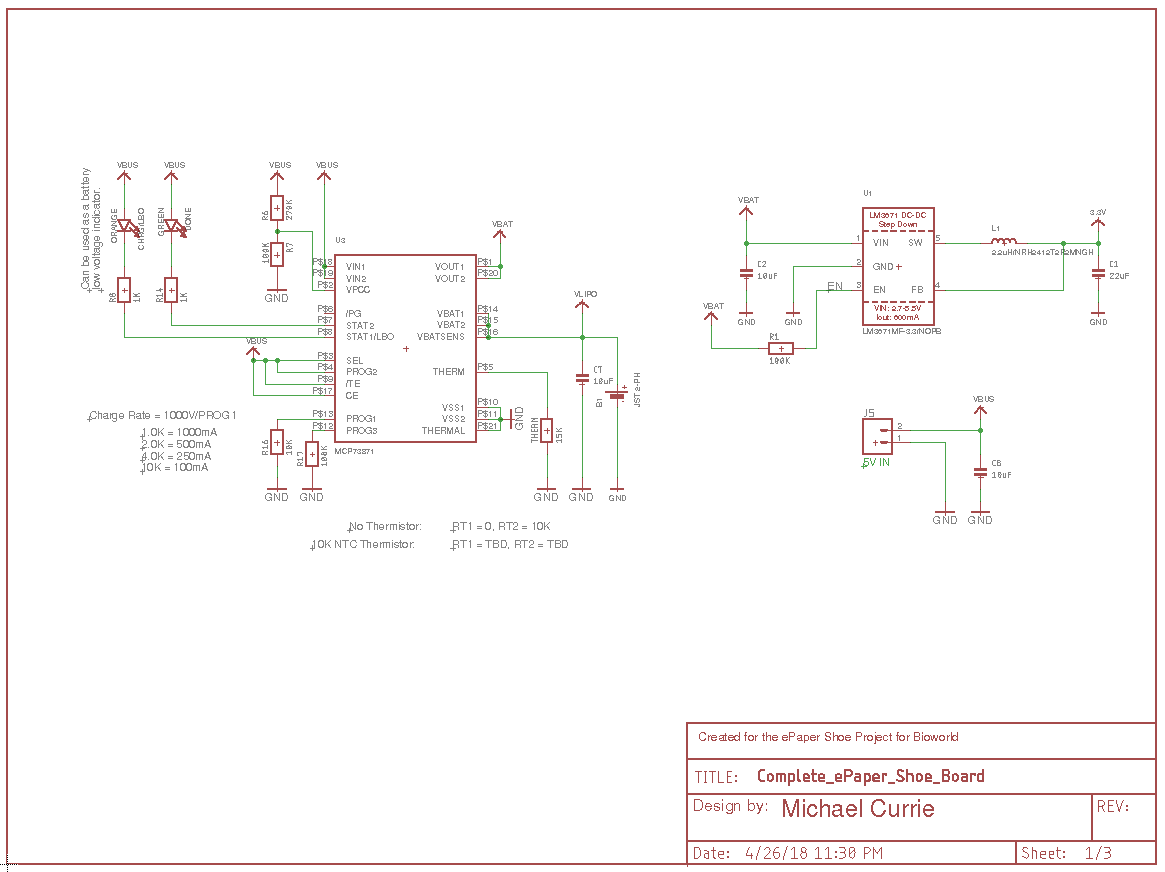 VBUS
VBUS
Can be used as a battery
low voltage indicator.
ORANGE
CHRG/LBO
GREEN
DONE
R8
1K
R14
1K
VBUS
VBUS
R6
270K
R7
100K
GND
U3
VBAT
P$18
VIN1
P$19
VIN2
P$2
VPCC
P$6
/PG
P$7
STAT2
P$8
STAT1/LBO
P$3
SEL
P$4
PROG2
P$9
/TE
P$17
CE
P$13
PROG1
P$12
PROG3
VOUT1
P$1
VOUT2
P$20
VBAT1
P$14
VBAT2
P$15
VBATSENS
P$16
THERM
P$5
VSS1
P$10
VSS2
P$11
THERMAL
P$21
MCP73871
VBUS
GND
VLIPO
C7
10uF
B1
JST2-PH
THERM
15K
R16
10K
R17
100K
GND
GND
GND
GND
GND
Charge Rate = 1000V/PROG1
1.0K = 1000mA
2.0K = 500mA
4.0K = 250mA
10K = 100mA
No Thermistor:
RT1 = 0, RT2 = 10K
10K NTC Thermistor:
RT1 = TBD, RT2 = TBD
VBAT
C2
10uF
GND
GND
VBAT
R1
100K
EN
U1
LM3671 DC-DC
Step Down
1
VIN
SW
5
2
GND
3
EN
FB
4
VIN: 2.7-5.5V
Iout: 600mA
LM3671MF-3.3/NOPB
L1
2.2uH/NRH2412T2R2MNGH
3.3V
C1
22uF
GND
J5
2
1
5V IN
VBUS
C6
10uF
GND
GND
Created for the ePaper Shoe Project for Bioworld
TITLE: Complete_ePaper_Shoe_Board
Design by: Michael Currie
REV:
Date: 4/26/18 11:30 PM
Sheet: 1/3